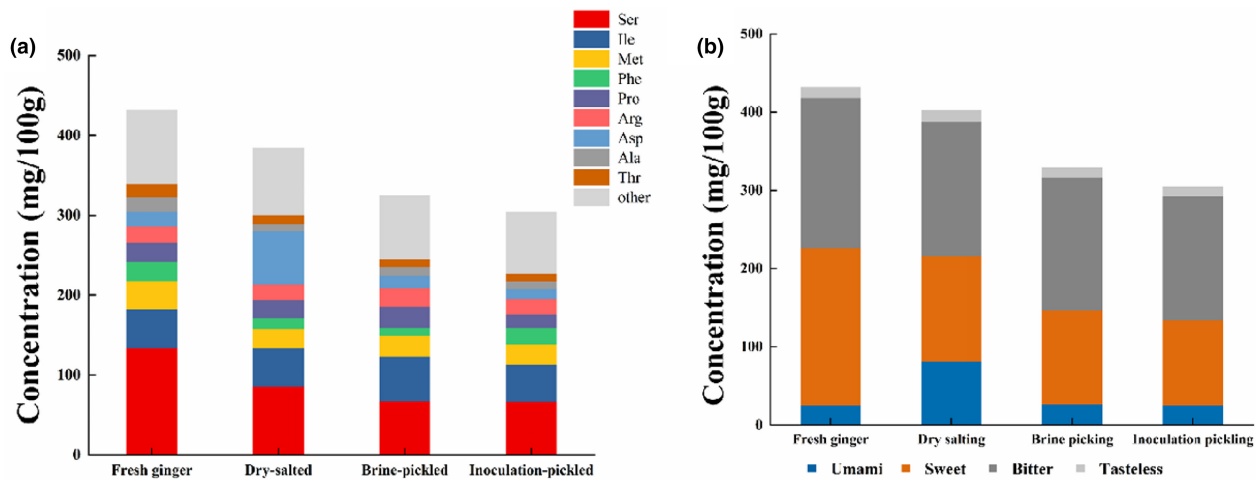 (a)
Concentration (mg/100g)
500
400
300
200
100
0
Fresh ginger
Dry-salted
Brine-pickled
Inoculation-pickled
Ser
Ile
Met
Phe
Pro
Arg
Asp
Ala
Thr
other
(b)
Concentration (mg/100g)
500
400
300
200
100
0
Fresh ginger
Dry salting
Brine picking
Inoculation pickling
Umami
Sweet
Bitter
Tasteless